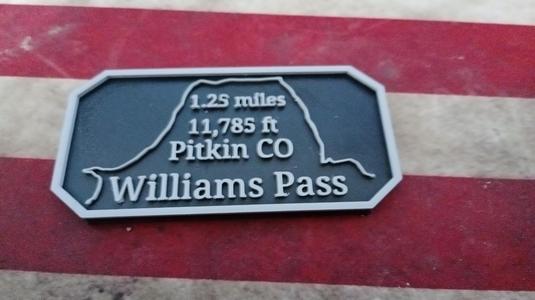 1.25 miles
11,785 ft
Pitkin CO
Williams Pass